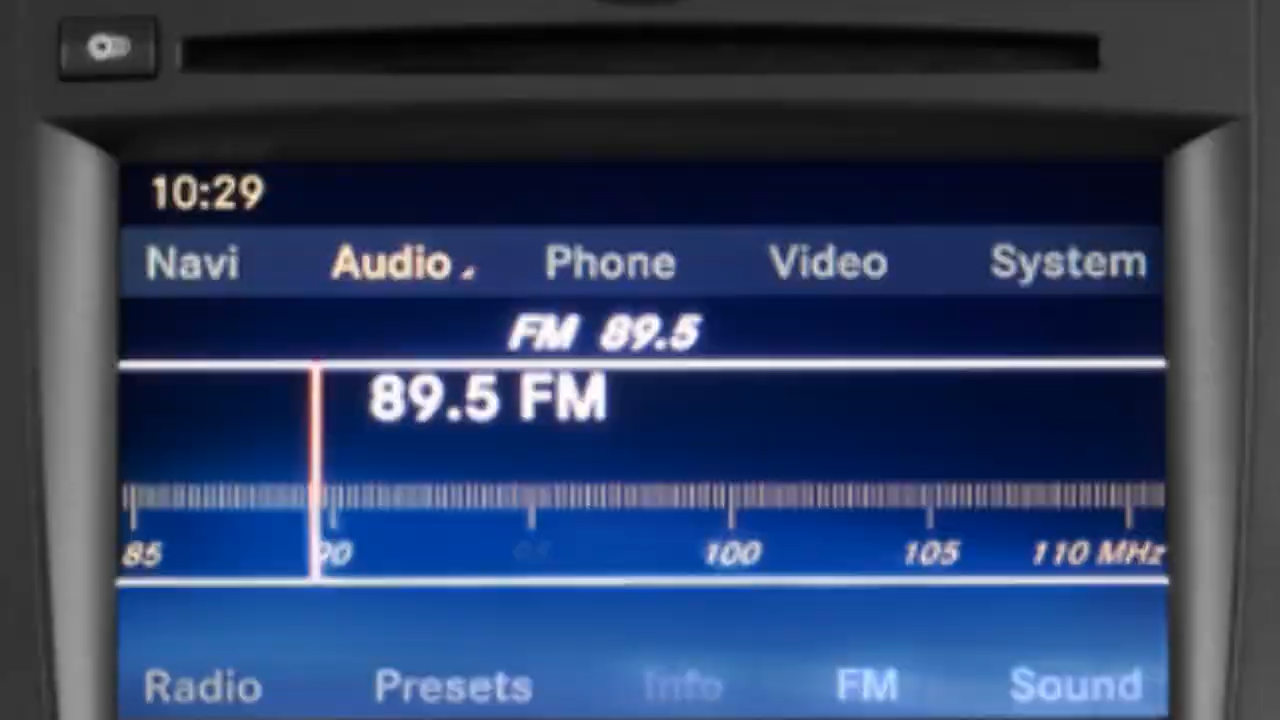 10:29
Navi Audio Phone Video System
FM 89.5
89.5 FM
85 90 100 105 110 MHz
Radio Presets Info FM Sound